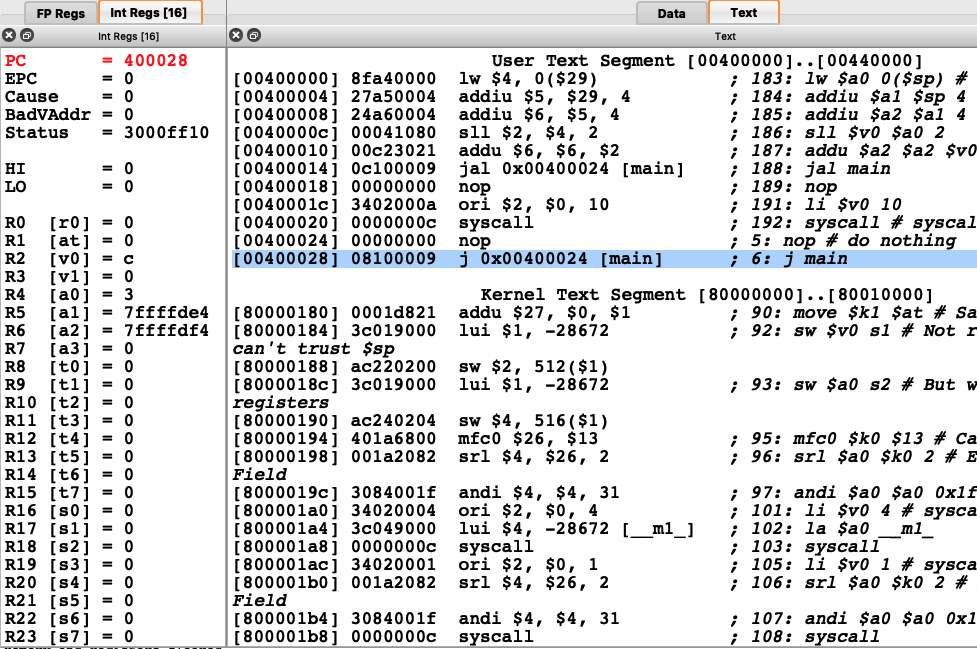 FP Regs
Int Regs [16]
Data
Text
Int Regs [16]
Text
PC = 400028
EPC = 0
Cause = 0
BadVAddr = 0
Status = 3000ff10
HI = 0
LO = 0
R0 [r0] = 0
R1 [at] = 0
R2 [v0] = c
R3 [v1] = 0
R4 [a0] = 3
R5 [a1] = 7ffffde4
R6 [a2] = 7ffffdf4
R7 [a3] = 0
R8 [t0] = 0
R9 [t1] = 0
R10 [t2] = 0
R11 [t3] = 0
R12 [t4] = 0
R13 [t5] = 0
R14 [t6] = 0
R15 [t7] = 0
R16 [s0] = 0
R17 [s1] = 0
R18 [s2] = 0
R19 [s3] = 0
R20 [s4] = 0
R21 [s5] = 0
R22 [s6] = 0
R23 [s7] = 0
User Text Segment [00400000]..[00440000]
[00400000] 8fa40000 lw $4, 0($29) ; 183: lw $a0 0($sp) #
[00400004] 27a50004 addiu $5, $29, 4 ; 184: addiu $a1 $sp 4
[00400008] 24a60004 addiu $6, $5, 4 ; 185: addiu $a2 $a1 4
[0040000c] 00041080 sll $2, $4, 2 ; 186: sll $v0 $a0 2
[00400010] 00c23021 addu $6, $6, $2 ; 187: addu $a2 $a2 $v0
[00400014] 0c100009 jal 0x00400024 [main] ; 188: jal main
[00400018] 00000000 nop ; 189: nop
[0040001c] 3402000a ori $2, $0, 10 ; 191: li $v0 10
[00400020] 0000000c syscall ; 192: syscall # syscal
[00400024] 00000000 nop ; 5: nop # do nothing
[00400028] 08100009 j 0x00400024 [main] ; 6: j main
Kernel Text Segment [80000000]..[80010000]
[80000180] 0001d821 addu $27, $0, $1 ; 90: move $k1 $at # Sa
[80000184] 3c019000 lui $1, -28672 ; 92: sw $v0 s1 # Not r
can't trust $sp
[80000188] ac220200 sw $2, 512($1)
[8000018c] 3c019000 lui $1, -28672 ; 93: sw $a0 s2 # But w
registers
[80000190] ac240204 sw $4, 516($1)
[80000194] 401a6800 mfc0 $26, $13 ; 95: mfc0 $k0 $13 # Ca
[80000198] 001a2082 srl $4, $26, 2 ; 96: srl $a0 $k0 2 # E
Field
[8000019c] 3084001f andi $4, $4, 31 ; 97: andi $a0 $a0 0x1f
[800001a0] 34020004 ori $2, $0, 4 ; 101: li $v0 4 # sysca
[800001a4] 3c049000 lui $4, -28672 [__m1_] ; 102: la $a0 __m1_
[800001a8] 0000000c syscall ; 103: syscall
[800001ac] 34020001 ori $2, $0, 1 ; 105: li $v0 1 # sysca
[800001b0] 001a2082 srl $4, $26, 2 ; 106: srl $a0 $k0 2 #
Field
[800001b4] 3084001f andi $4, $4, 31 ; 107: andi $a0 $a0 0x1
[800001b8] 0000000c syscall ; 108: syscall